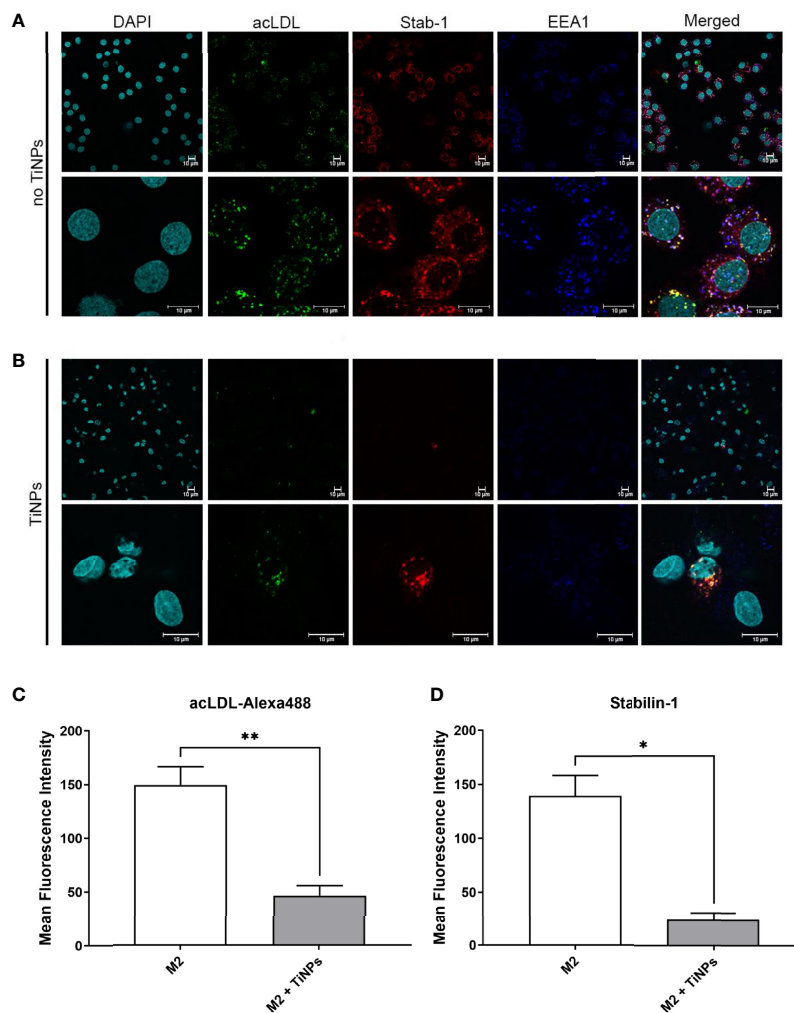 A
DAPI acLDL Stab-1 EEA1 Merged
no TiNPs
10 µm 10 µm 10 µm 10 µm 10 µm
10 µm 10 µm 10 µm 10 µm 10 µm
B
TiNPs
10 µm 10 µm 10 µm 10 µm 10 µm
10 µm 10 µm 10 µm 10 µm 10 µm
C
acLDL-Alexa488
Mean Fluorescence Intensity
200
150
100
50
0
**
M2
M2 + TiNPs
D
Stabilin-1
Mean Fluorescence Intensity
200
150
100
50
0
*
M2
M2 + TiNPs